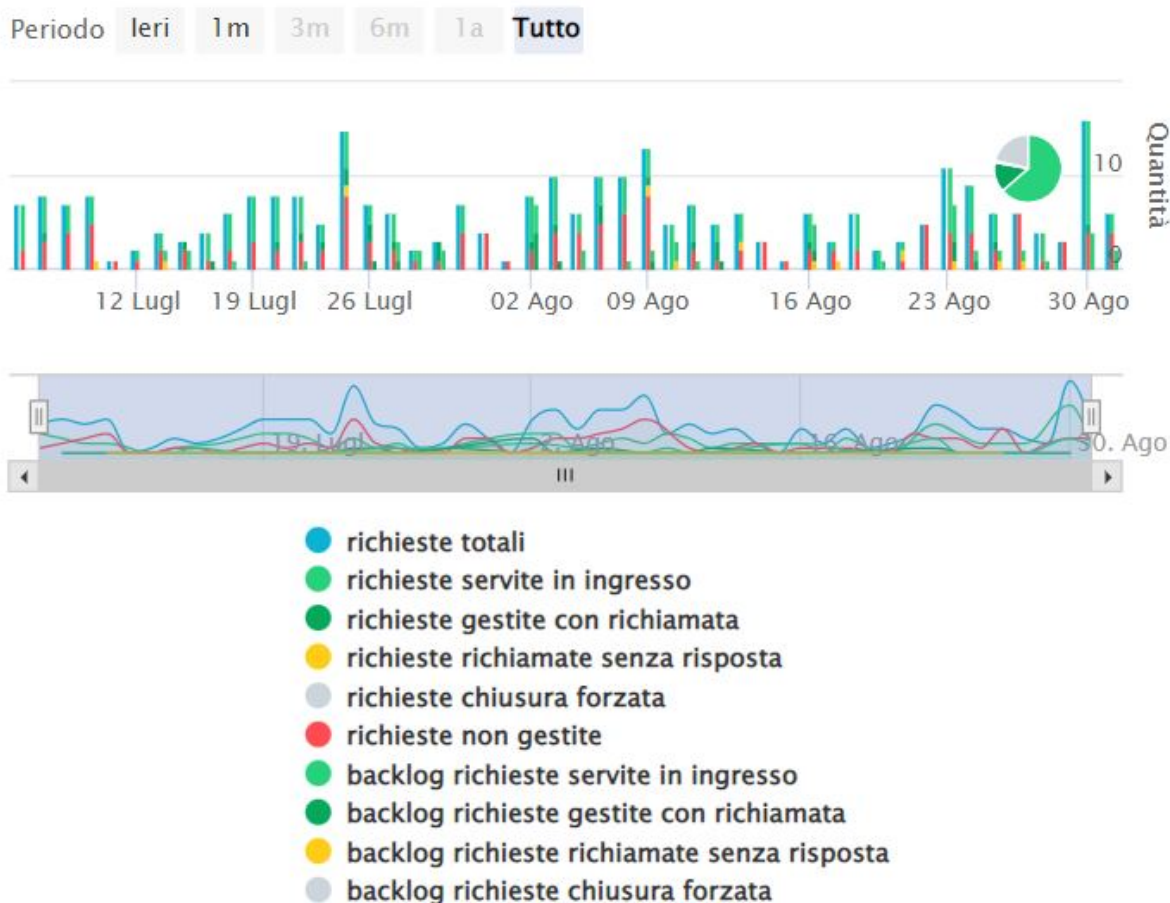 Periodo Ieri 1m 3m 6m 1a Tutto
Quantità
10
0
12 Lugl 19 Lugl 26 Lugl 02 Ago 09 Ago 16 Ago 23 Ago 30 Ago
19. Lugl 2. Ago 16. Ago 30. Ago
richieste totali
richieste servite in ingresso
richieste gestite con richiamata
richieste richiamate senza risposta
richieste chiusura forzata
richieste non gestite
backlog richieste servite in ingresso
backlog richieste gestite con richiamata
backlog richieste richiamate senza risposta
backlog richieste chiusura forzata